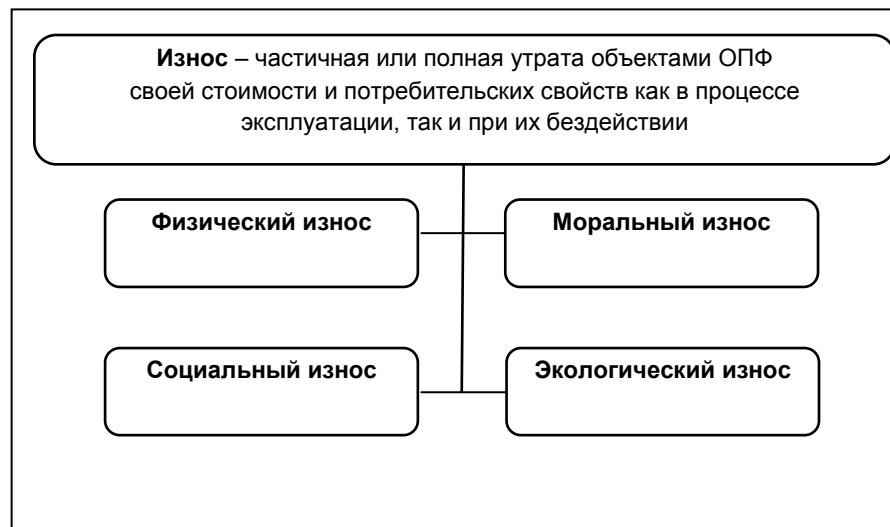 Износ – частичная или полная утрата объектами ОПФ
своей стоимости и потребительских свойств как в процессе
эксплуатации, так и при их бездействии
Физический износ
Моральный износ
Социальный износ
Экологический износ